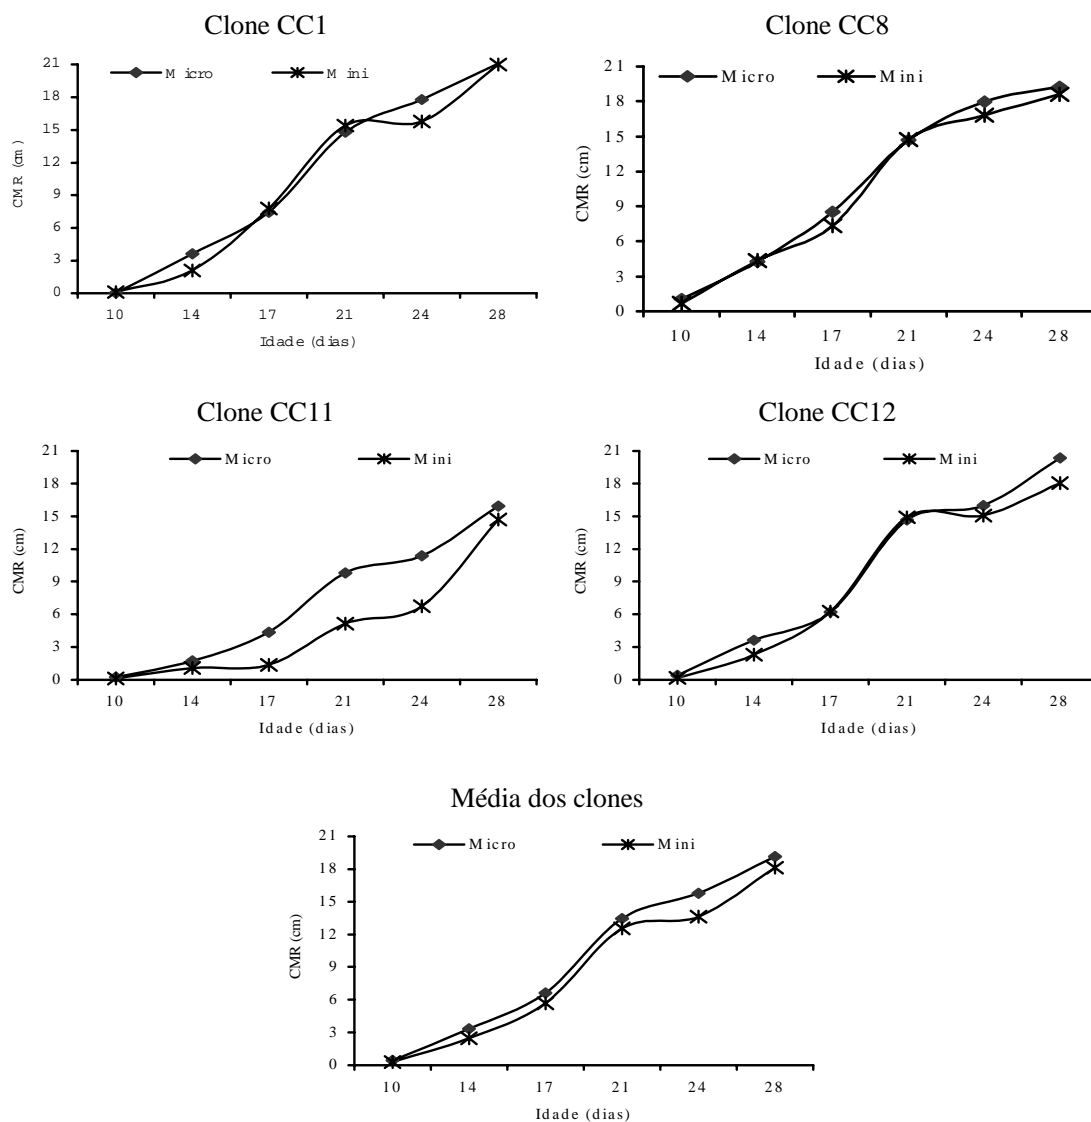 Clone CC1
Micro Mini
21
18
15
12
9
6
3
0
CMR (cm)
10 14 17 21 24 28
Idade (dias)
Clone CC8
Micro Mini
21
18
15
12
9
6
3
0
CMR (cm)
10 14 17 21 24 28
Idade (dias)
Clone CC11
Micro Mini
21
18
15
12
9
6
3
0
CMR (cm)
10 14 17 21 24 28
Idade (dias)
Clone CC12
Micro Mini
21
18
15
12
9
6
3
0
CMR (cm)
10 14 17 21 24 28
Idade (dias)
Média dos clones
Micro Mini
21
18
15
12
9
6
3
0
CMR (cm)
10 14 17 21 24 28
Idade (dias)